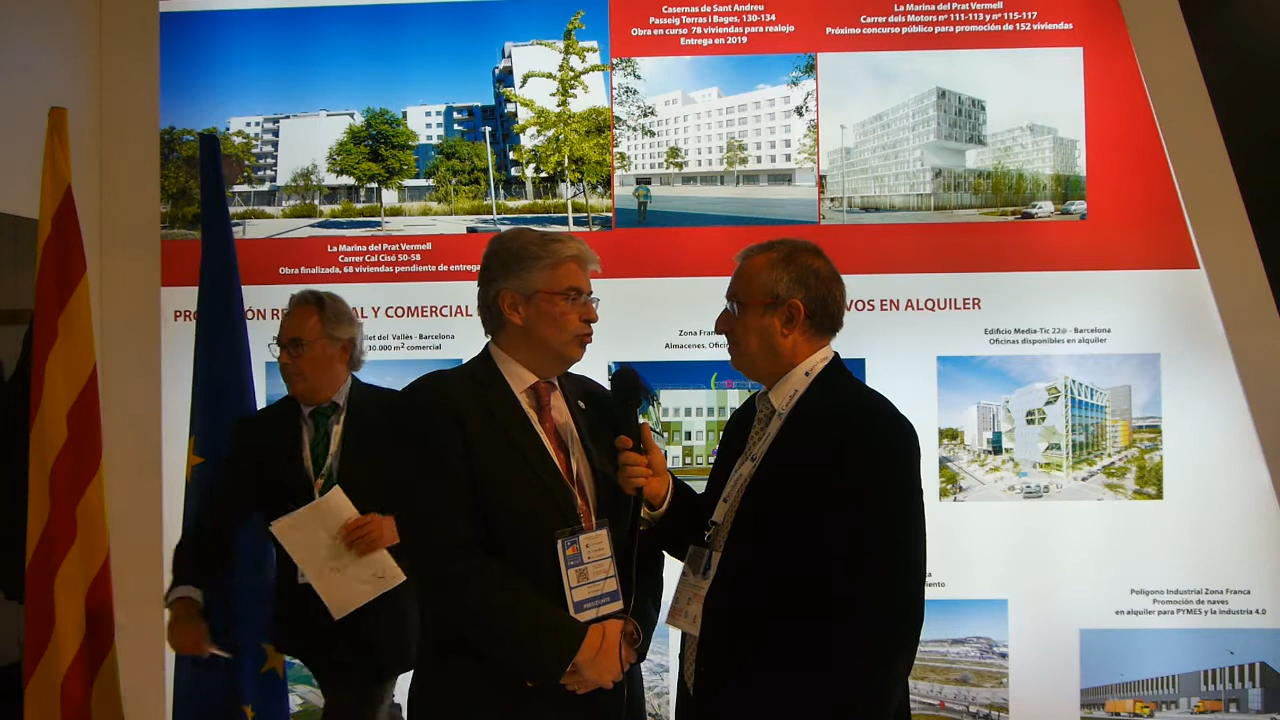 Casernas de Sant Andreu
Passeig Torras i Bages, 130-134
Obra en curso 78 viviendas para realojo
Entrega en 2019
La Marina del Prat Vermell
Carrer dels Motors nº 111-113 y nº 115-117
Próximo concurso público para promoción de 152 viviendas
La Marina del Prat Vermell
Carrer Cal Cisó 50-58
Obra finalizada, 68 viviendas pendiente de entrega
AL Y COMERCIAL
VOS EN ALQUILER
llet del Vallès - Barcelona
30.000 m² comercial
Zona Fran
Almacenes, Ofici
Edificio Media-Tic 22@ - Barcelona
Oficinas disponibles en alquiler
Polígono Industrial Zona Franca
Promoción de naves
en alquiler para PYMES y la industria 4.0